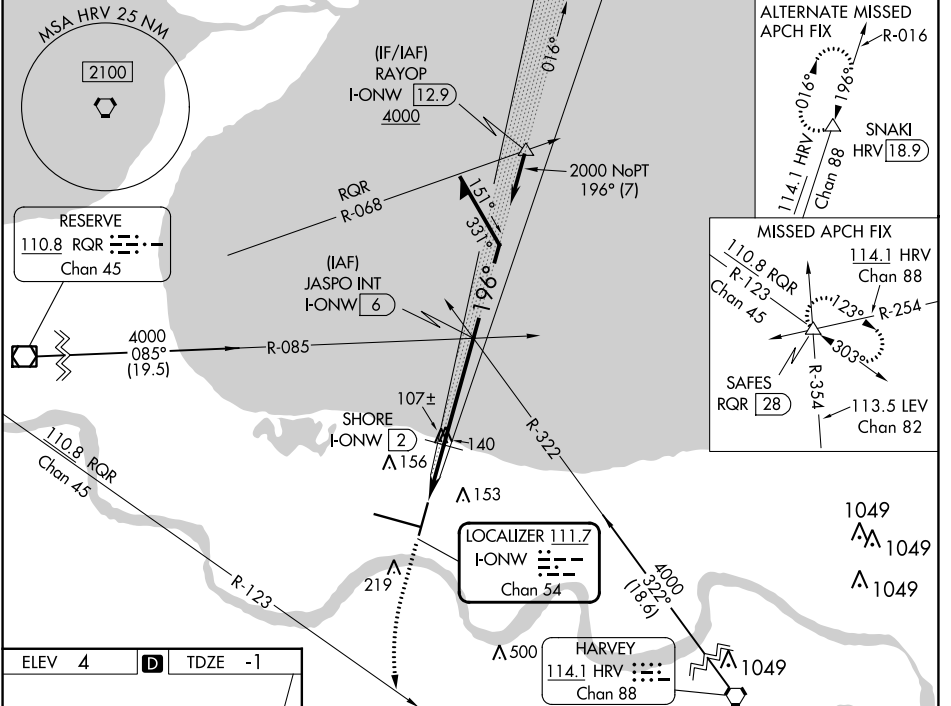 MSA HRV 25 NM
2100
(IF/IAF)
RAYOP
I-ONW 12.9
4000
016°
ALTERNATE MISSED
APCH FIX
R-016
016°
196°
SNAKI
HRV 18.9
114.1 HRV
Chan 88
2000 NoPT
196° (7)
RQR
R-068
151°
331°
196°
RESERVE
110.8 RQR
Chan 45
(IAF)
JASPO INT
I-ONW 6
4000
085°
(19.5)
R-085
MISSED APCH FIX
110.8 RQR
R-123
Chan 45
114.1 HRV
Chan 88
123°
R-254
303°
SAFES
RQR 28
R-354
113.5 LEV
Chan 82
107±
SHORE
I-ONW 2
140
156
R-322
153
110.8 RQR
Chan 45
R-123
LOCALIZER 111.7
I-ONW
Chan 54
219
4000
322°
(18.6)
1049
1049
1049
500
HARVEY
114.1 HRV
Chan 88
1049
ELEV 4
D
TDZE -1